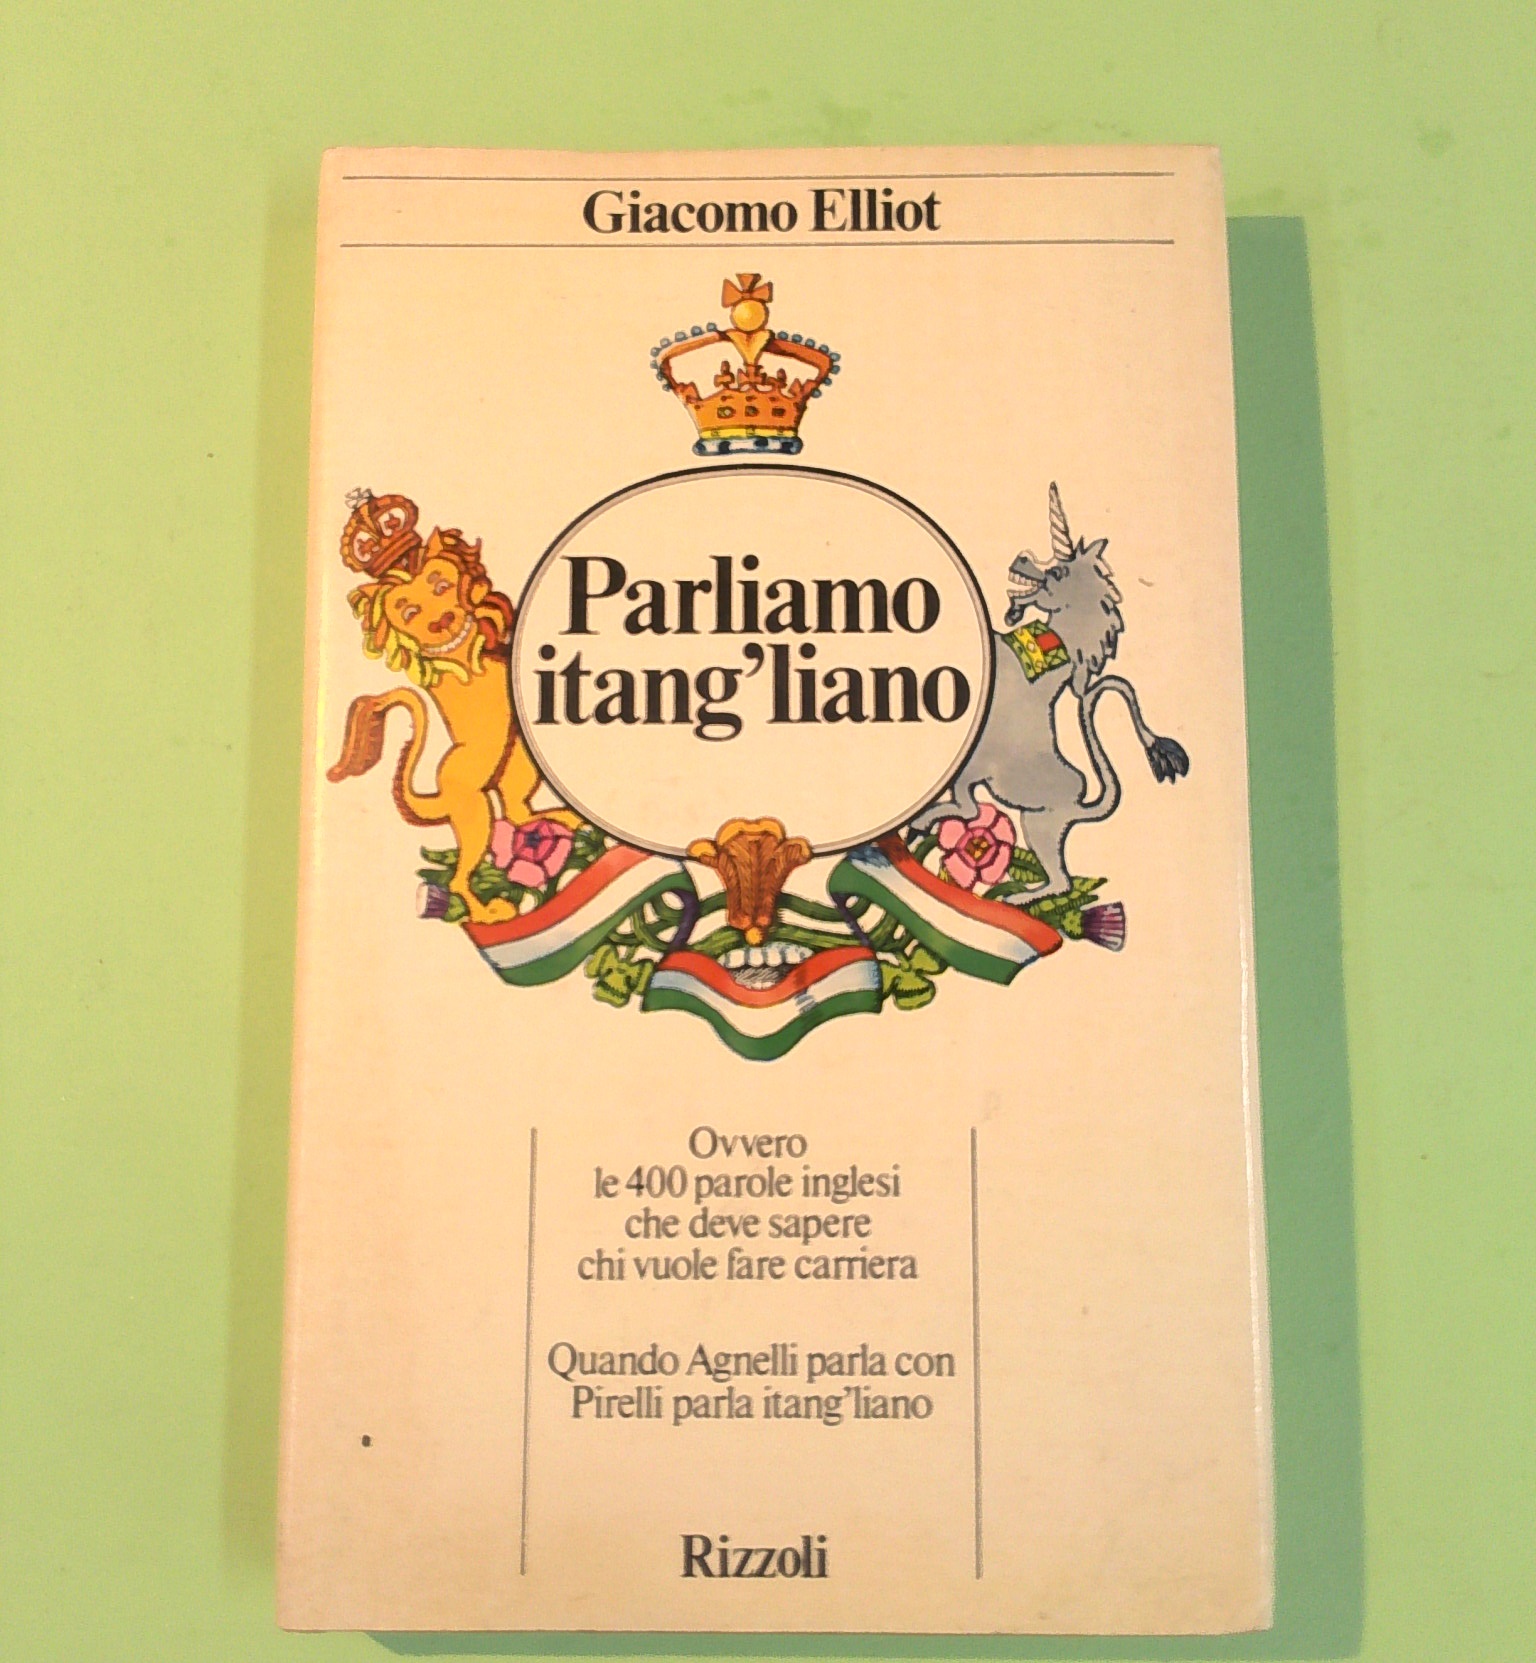 Giacomo Elliot
Parliamo
itang'liano
Ovvero
le 400 parole inglesi
che deve sapere
chi vuole fare carriera
Quando Agnelli parla con
Pirelli parla itang'liano
Rizzoli